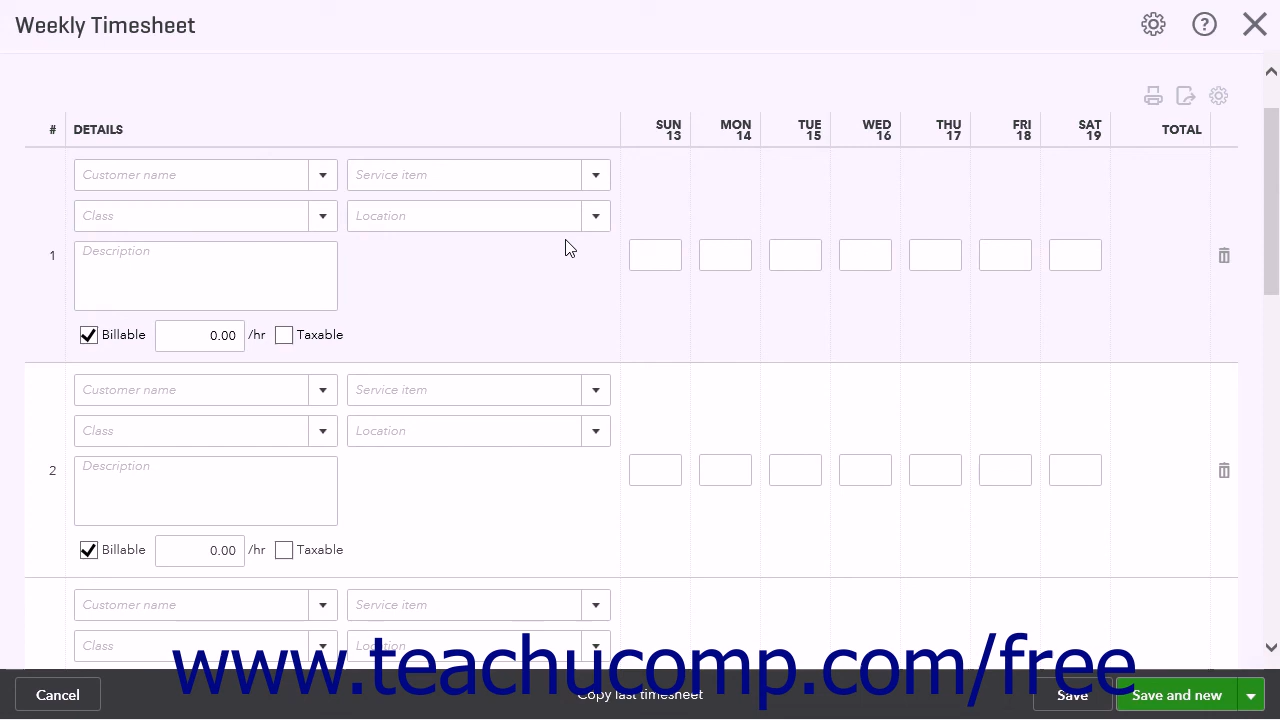 Weekly Timesheet
# DETAILS SUN 13 MON 14 TUE 15 WED 16 THU 17 FRI 18 SAT 19 TOTAL
Customer name Service item
Class Location
1 Description
Billable 0.00 /hr Taxable
Customer name Service item
Class Location
2 Description
Billable 0.00 /hr Taxable
Customer name Service item
Class Location
www.teachucomp.com/free
Cancel Copy last timesheet Save Save and new